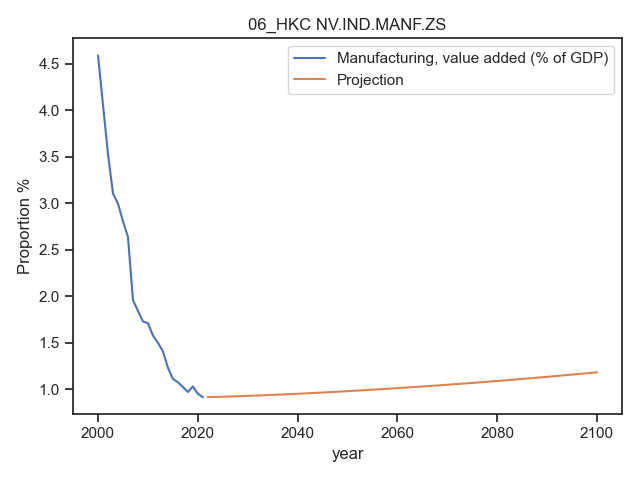 06_HKC NV.IND.MANF.ZS
Manufacturing, value added (% of GDP)
Projection
Proportion %
4.5
4.0
3.5
3.0
2.5
2.0
1.5
1.0
2000 2020 2040 2060 2080 2100
year